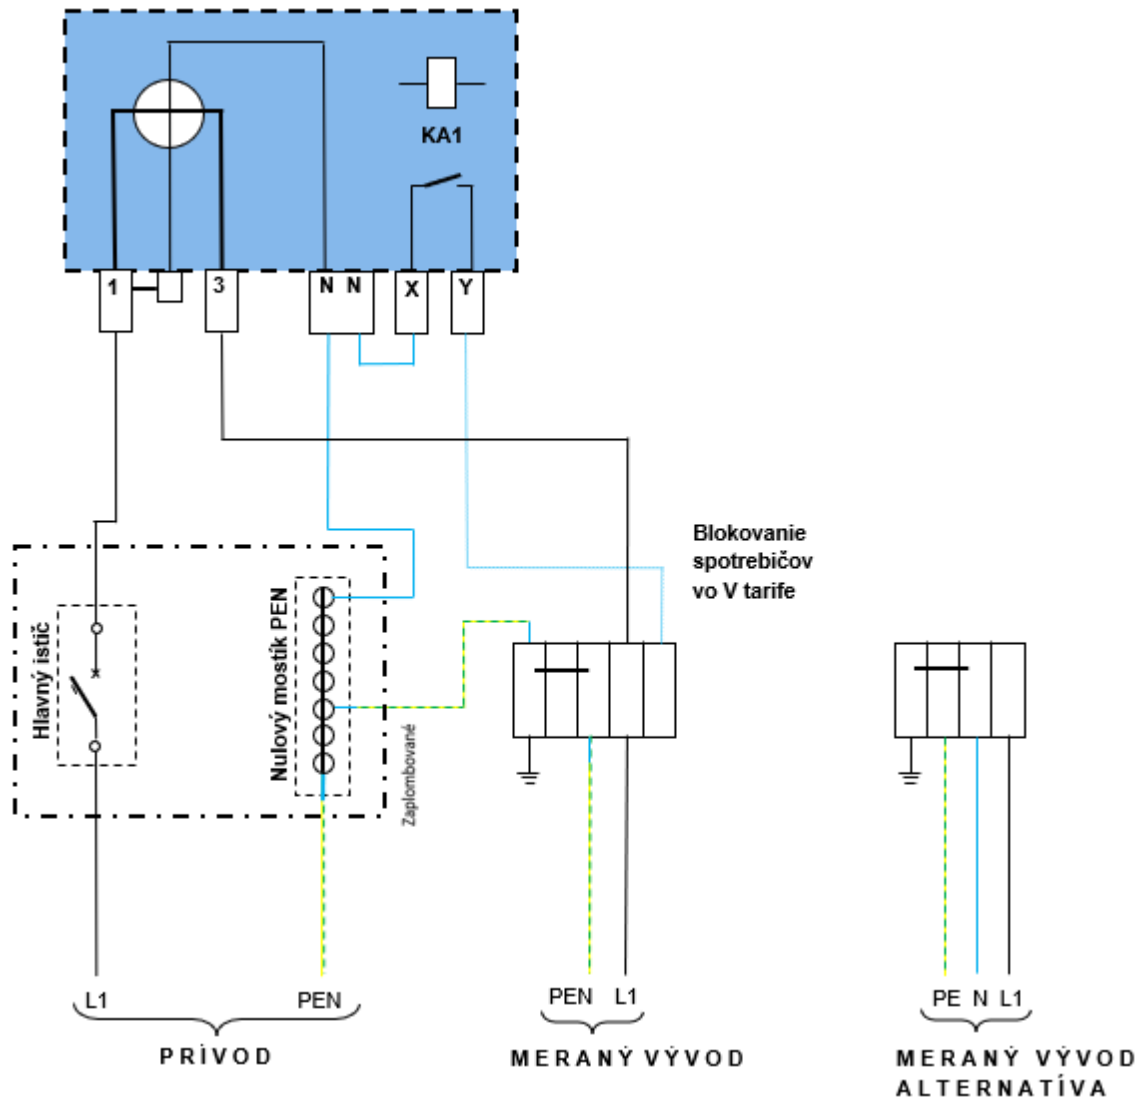 KA1
1
3
N N
X
Y
Blokovanie
spotrebičov
vo V tarife
Hlavný istič
Nulový mostík PEN
Zaplombované
L1
PEN
PRÍVOD
PEN
L1
MERANÝ VÝVOD
PE N L1
MERANÝ VÝVOD
ALTERNATÍVA